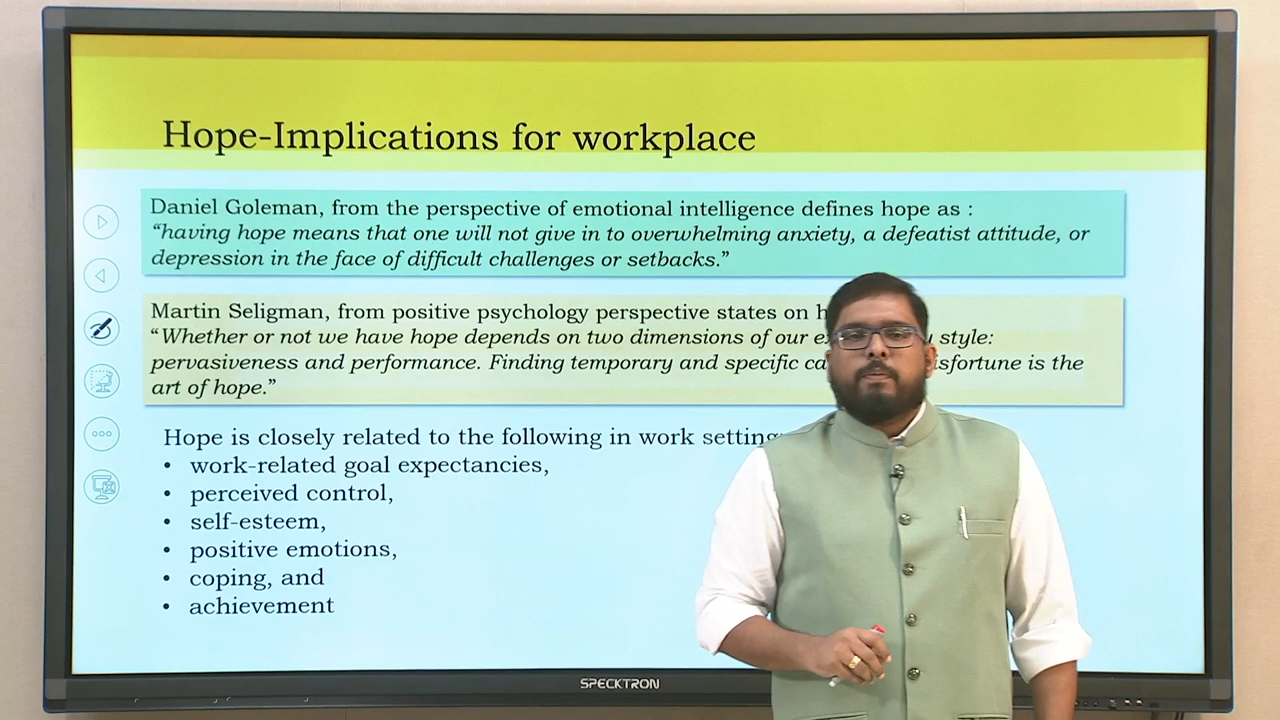 Hope-Implications for workplace
Daniel Goleman, from the perspective of emotional intelligence defines hope as :
“having hope means that one will not give in to overwhelming anxiety, a defeatist attitude, or
depression in the face of difficult challenges or setbacks.”
Martin Seligman, from positive psychology perspective states on
“Whether or not we have hope depends on two dimensions of our style:
pervasiveness and performance. Finding temporary and specific is the
art of hope.”
Hope is closely related to the following in work
• work-related goal expectancies,
• perceived control,
• self-esteem,
• positive emotions,
• coping, and
• achievement
SPECKTRON